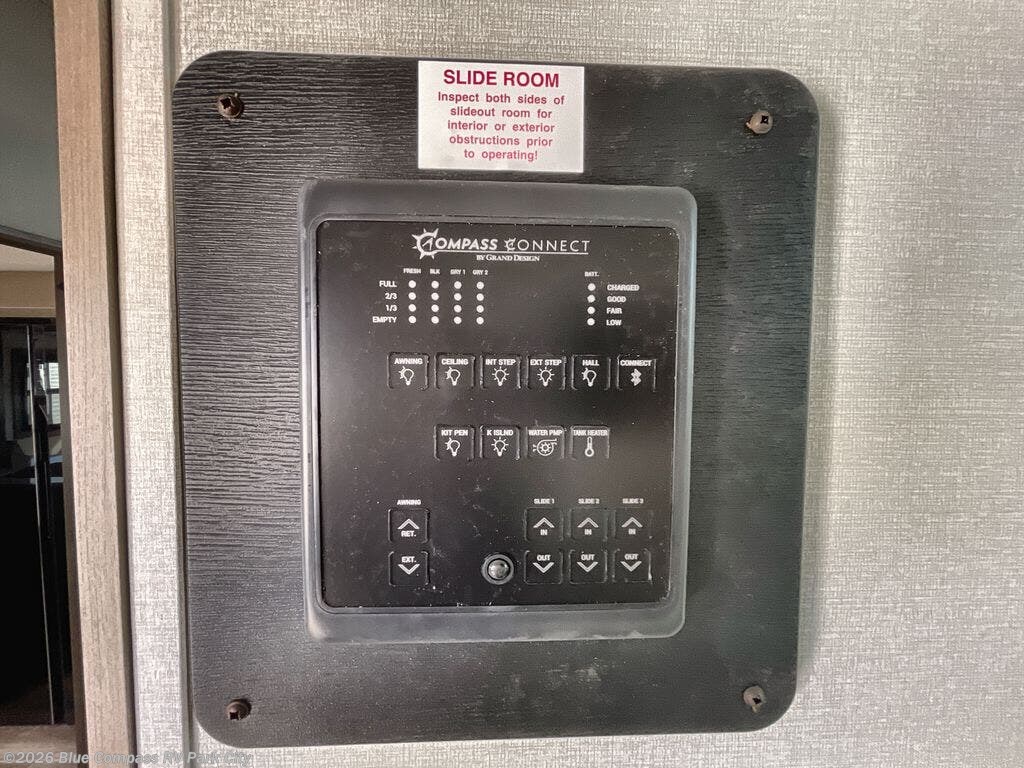 SLIDE ROOM
Inspect both sides of
slideout room for
interior or exterior
obstructions prior
to operating!
COMPASS CONNECT
BY GRAND DESIGN
FRESH BLK GRY 1 GRY 2 BATT.
FULL CHARGED
2/3 GOOD
1/3 FAIR
EMPTY LOW
AWNING CEILING INT STEP EXT STEP HALL CONNECT
KIT PEN K ISLND WATER PMP TANK HEATER
AWNING SLIDE 1 SLIDE 2 SLIDE 3
RET. IN IN IN
EXT. OUT OUT OUT
©2026 Blue Compass RV Park City